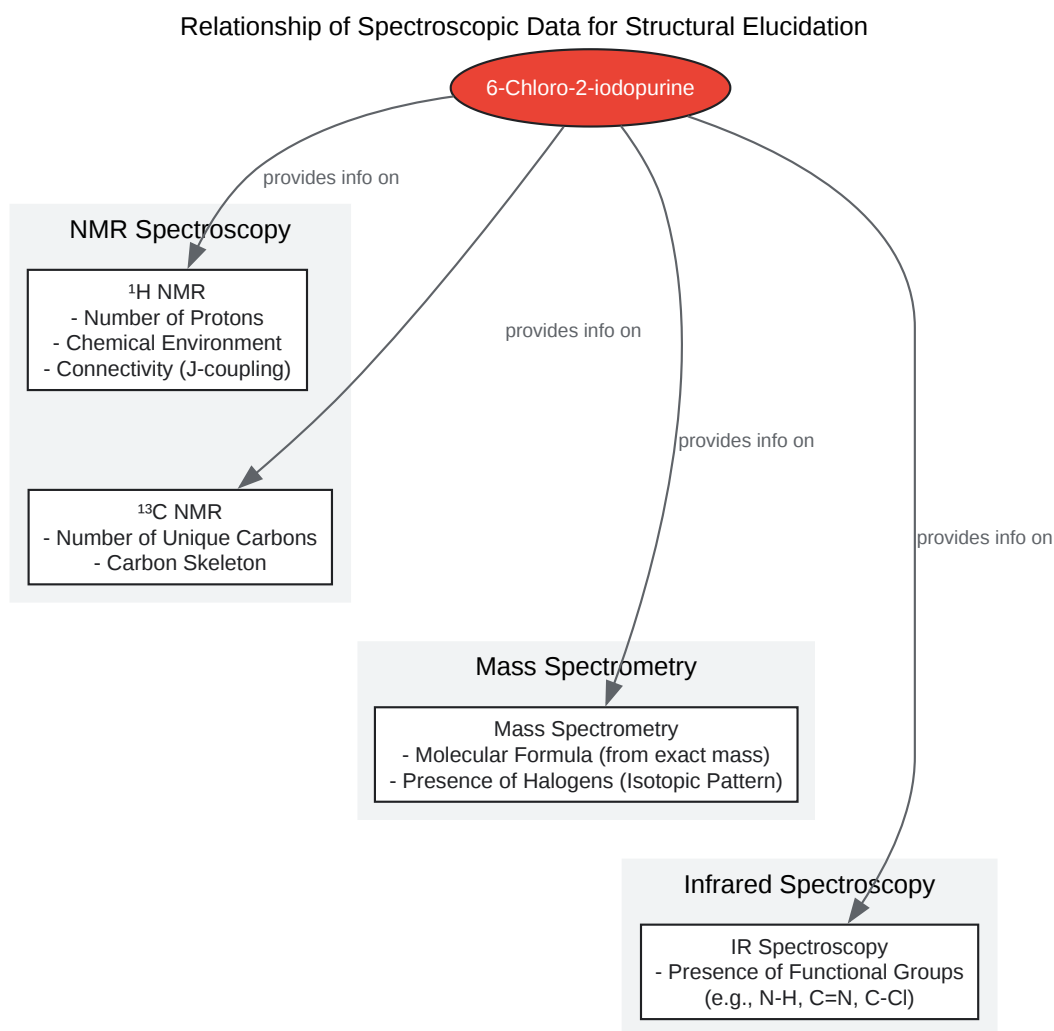 Relationship of Spectroscopic Data for Structural Elucidation
6-Chloro-2-iodopurine
provides info on
NMR Spectroscopy
¹H NMR
- Number of Protons
- Chemical Environment
- Connectivity (J-coupling)
provides info on
provides info on
¹³C NMR
- Number of Unique Carbons
- Carbon Skeleton
provides info on
Mass Spectrometry
Mass Spectrometry
- Molecular Formula (from exact mass)
- Presence of Halogens (Isotopic Pattern)
Infrared Spectroscopy
IR Spectroscopy
- Presence of Functional Groups
(e.g., N-H, C=N, C-Cl)